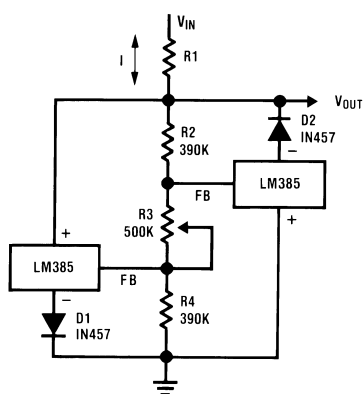 VIN
I
R1
VOUT
D2
IN457
−
R2
390K
LM385
FB
+
R3
500K
+
LM385
FB
−
D1
IN457
R4
390K